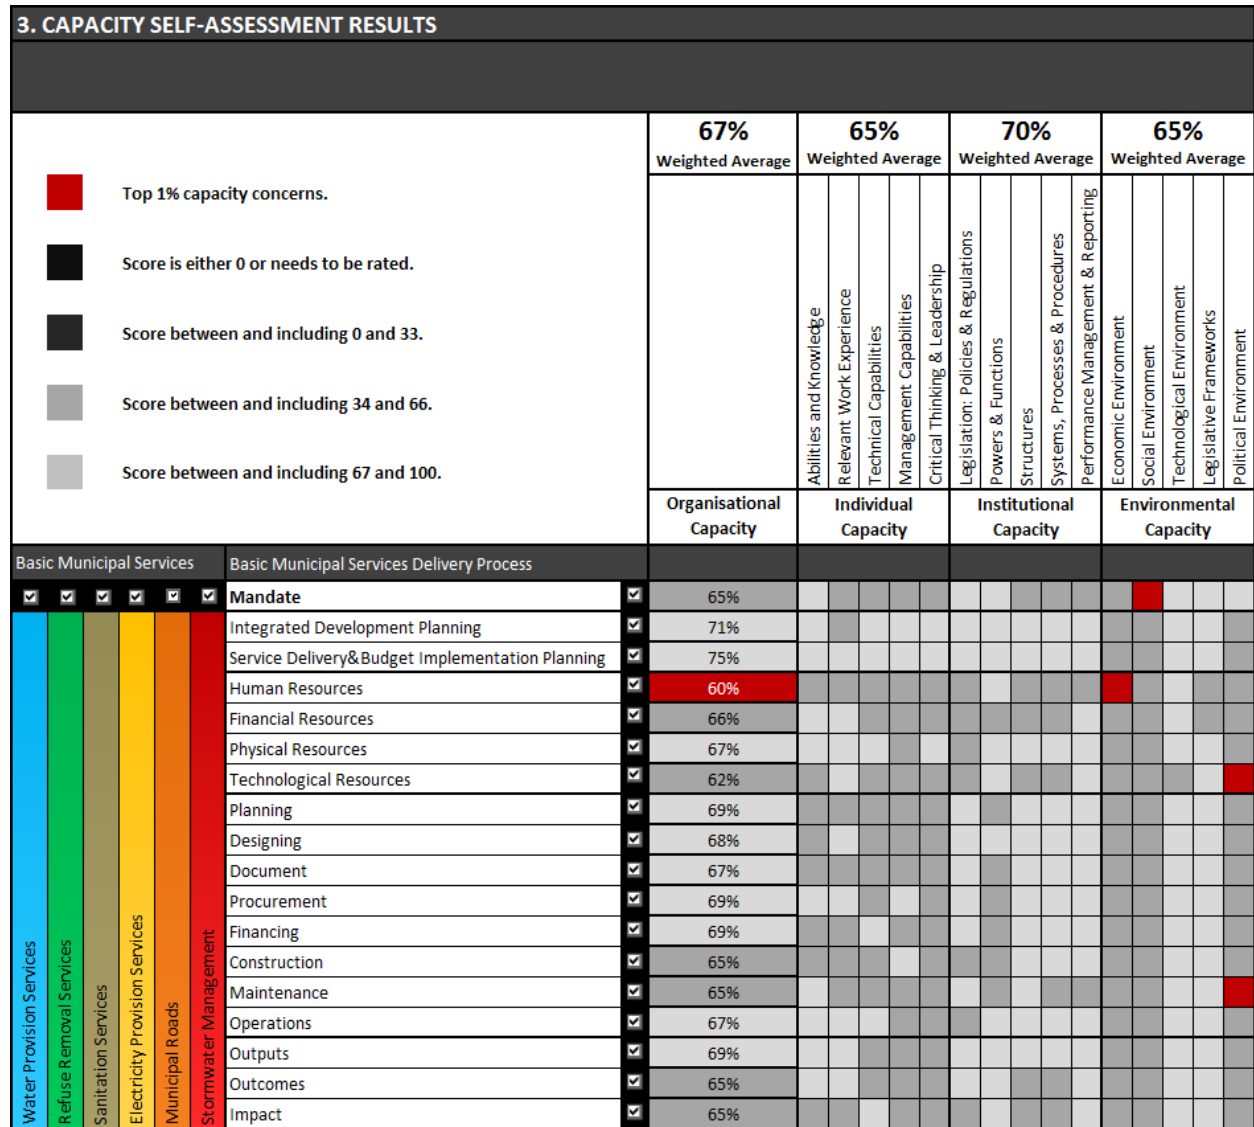 3. CAPACITY SELF-ASSESSMENT RESULTS
67%
65%
70%
65%
Weighted Average
Weighted Average
Weighted Average
Weighted Average
Top 1% capacity concerns.
Score is either 0 or needs to be rated.
Score between and including 0 and 33.
Score between and including 34 and 66.
Score between and including 67 and 100.
Abilities and Knowledge
Relevant Work Experience
Technical Capabilities
Management Capabilities
Critical Thinking & Leadership
Legislation: Policies & Regulations
Powers & Functions
Structures
Systems, Processes & Procedures
Performance Management & Reporting
Economic Environment
Social Environment
Technological Environment
Legislative Frameworks
Political Environment
Organisational Capacity
Individual Capacity
Institutional Capacity
Environmental Capacity
Basic Municipal Services
Basic Municipal Services Delivery Process
Mandate 65%
Integrated Development Planning 71%
Service Delivery&Budget Implementation Planning 75%
Human Resources 60%
Financial Resources 66%
Physical Resources 67%
Technological Resources 62%
Planning 69%
Designing 68%
Document 67%
Procurement 69%
Financing 69%
Construction 65%
Maintenance 65%
Operations 67%
Outputs 69%
Outcomes 65%
Impact 65%
Water Provision Services
Refuse Removal Services
Sanitation Services
Electricity Provision Services
Municipal Roads
Stormwater Management